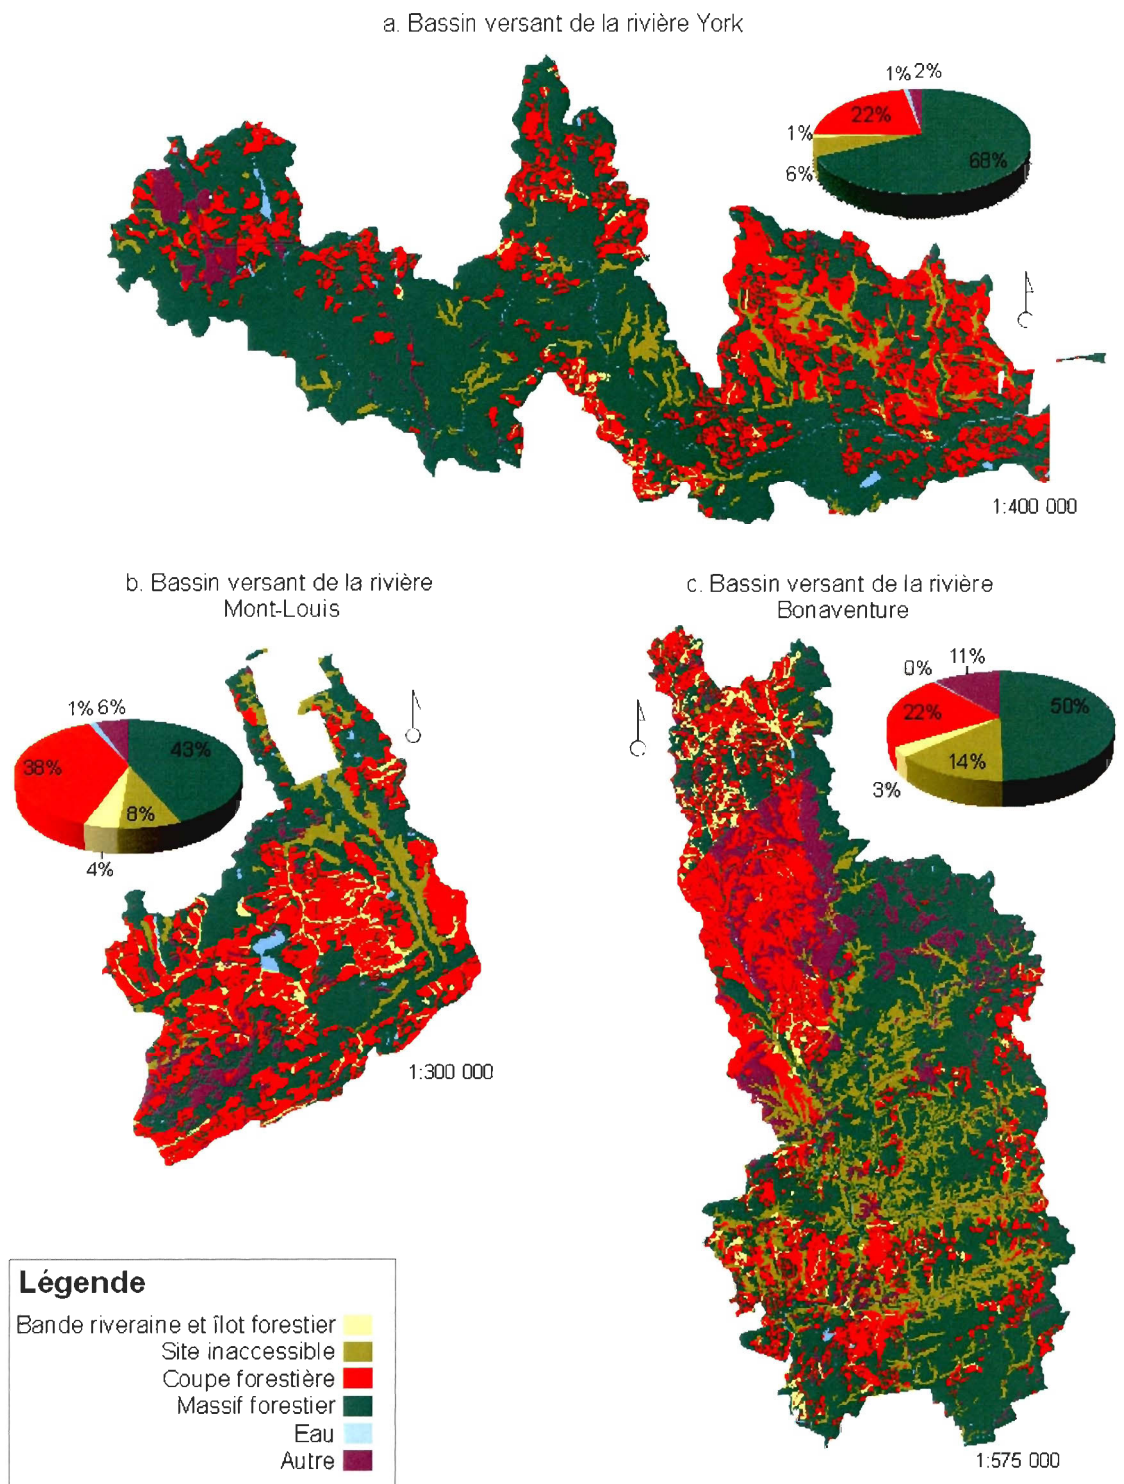 a. Bassin versant de la rivière York
1% 2%
22%
1%
68%
6%
1:400 000
b. Bassin versant de la rivière
Mont-Louis
c. Bassin versant de la rivière
Bonaventure
1% 6%
43%
38%
8%
4%
0%
11%
50%
22%
14%
3%
1:300 000
1:575 000
Légende
Bande riveraine et îlot forestier
Site inaccessible
Coupe forestière
Massif forestier
Eau
Autre